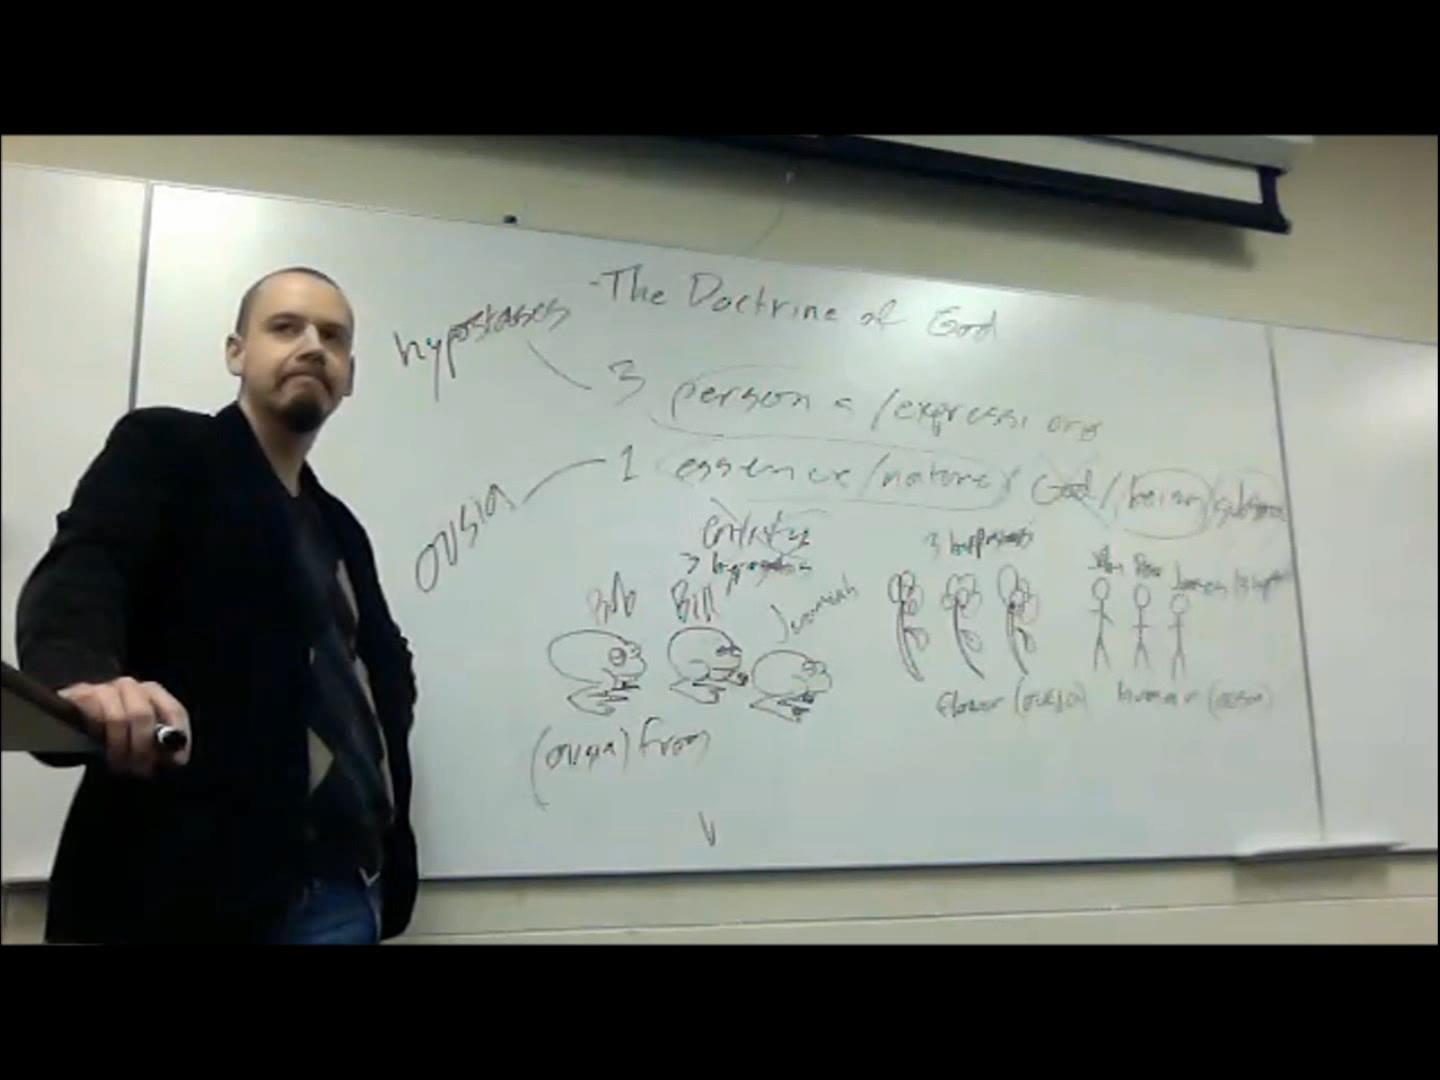 -The Doctrine of God
hypostases
3 persons/expressions
ousia
1 essence/nature/God/being/substance
entity
3 hypostases
Bob Bill Jeremiah
(ousia) frog
3 hypostases
flower (ousia)
human (ousia)